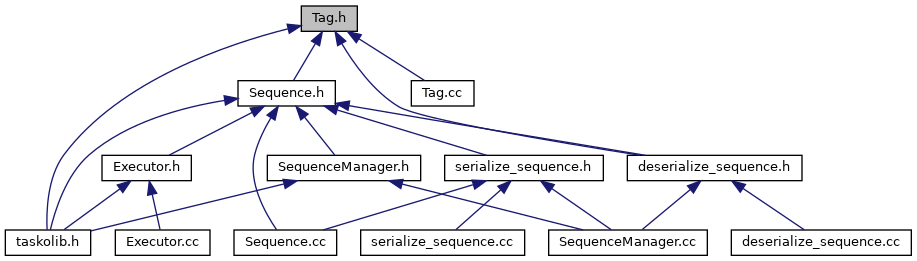 Tag.h
Sequence.h
Tag.cc
Executor.h
SequenceManager.h
serialize_sequence.h
deserialize_sequence.h
taskolib.h
Executor.cc
Sequence.cc
serialize_sequence.cc
SequenceManager.cc
deserialize_sequence.cc